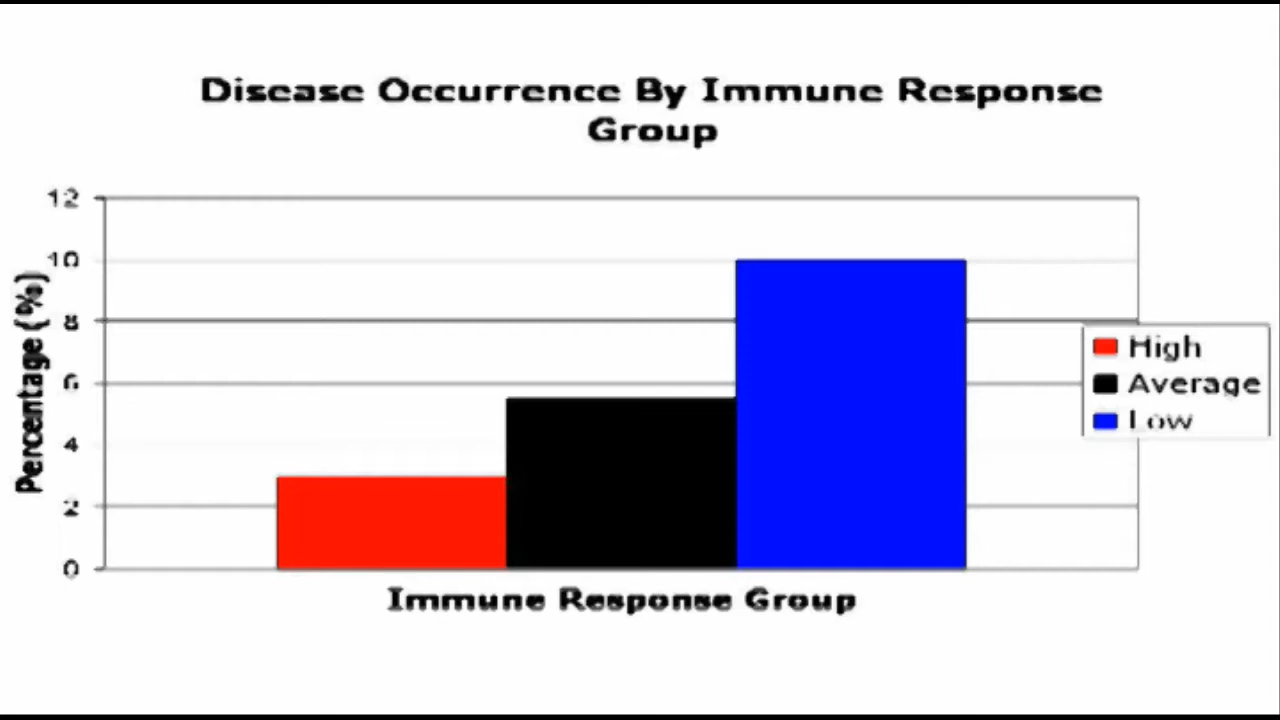 Disease Occurrence By Immune Response
Group
12
10
8
6
4
2
0
Percentage (%)
High
Average
Low
Immune Response Group